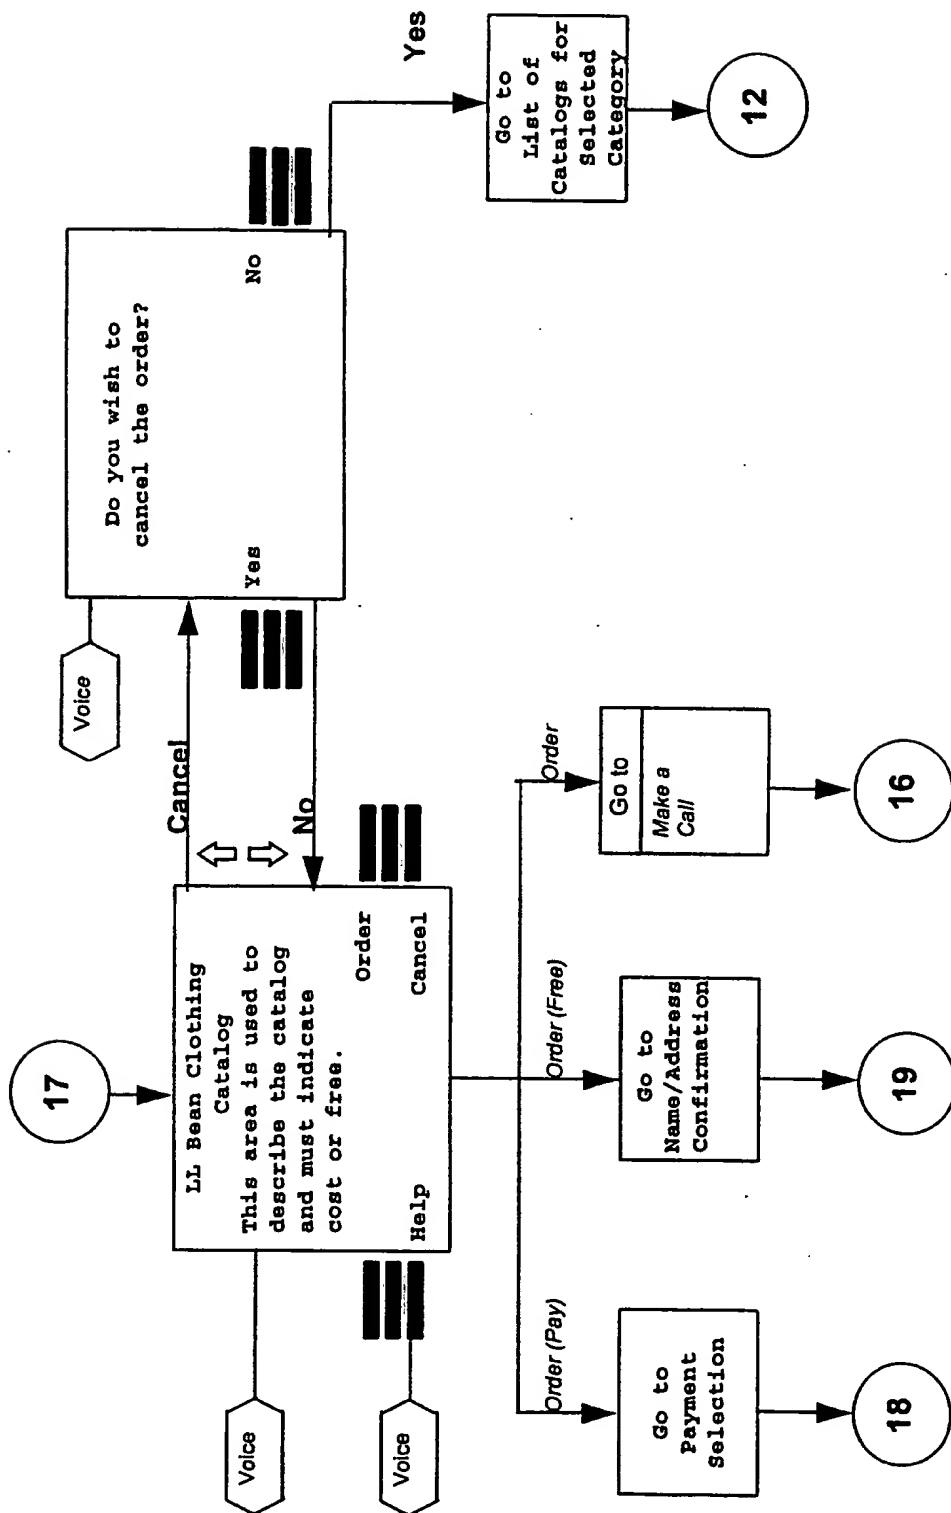 17
LL Bean Clothing
Catalog
This area is used to
describe the catalog
and must indicate
cost or free.
Order
Help
Cancel
Voice
Voice
Cancel
No
Voice
Do you wish to
cancel the order?
Yes
No
Yes
Go to
List of
Catalogs for
Selected
Category
12
Order (Pay)
Go to
Payment
Selection
18
Order (Free)
Go to
Name/Address
Confirmation
19
Order
Go to
Make a
Call
16